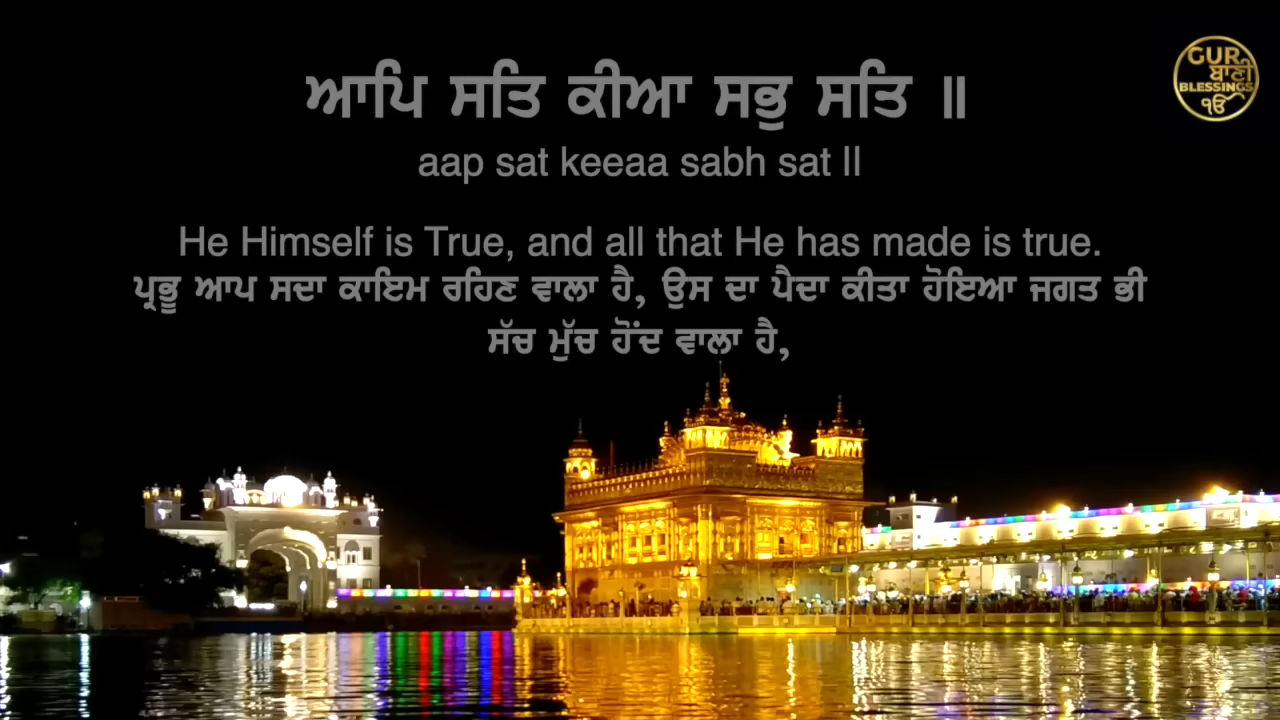 ਆਪਿ ਸਤਿ ਕੀਆ ਸਭੁ ਸਤਿ ॥
aap sat keeaa sabh sat ll
He Himself is True, and all that He has made is true.
ਪ੍ਰਭੂ ਆਪ ਸਦਾ ਕਾਇਮ ਰਹਿਣ ਵਾਲਾ ਹੈ, ਉਸ ਦਾ ਪੈਦਾ ਕੀਤਾ ਹੋਇਆ ਜਗਤ ਭੀ
ਸੱਚ ਮੁੱਚ ਹੋਂਦ ਵਾਲਾ ਹੈ,
GUR
ਬਾਣੀ
BLESSINGS
ੴ